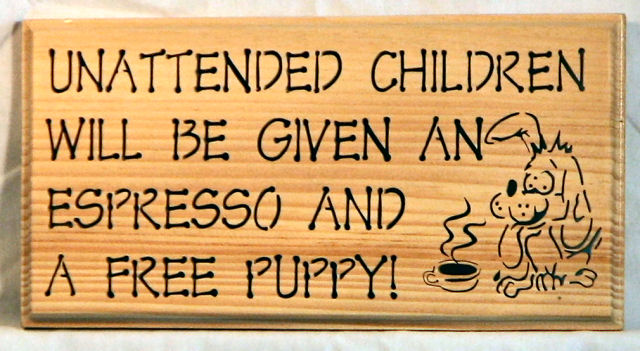 UNATTENDED CHILDREN
WILL BE GIVEN AN
ESPRESSO AND
A FREE PUPPY!